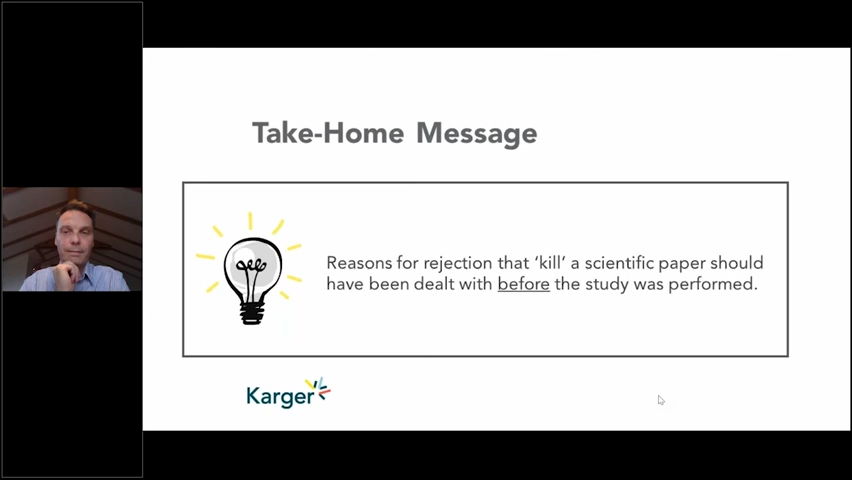 Take-Home Message
Reasons for rejection that ‘kill’ a scientific paper should
have been dealt with before the study was performed.
Karger